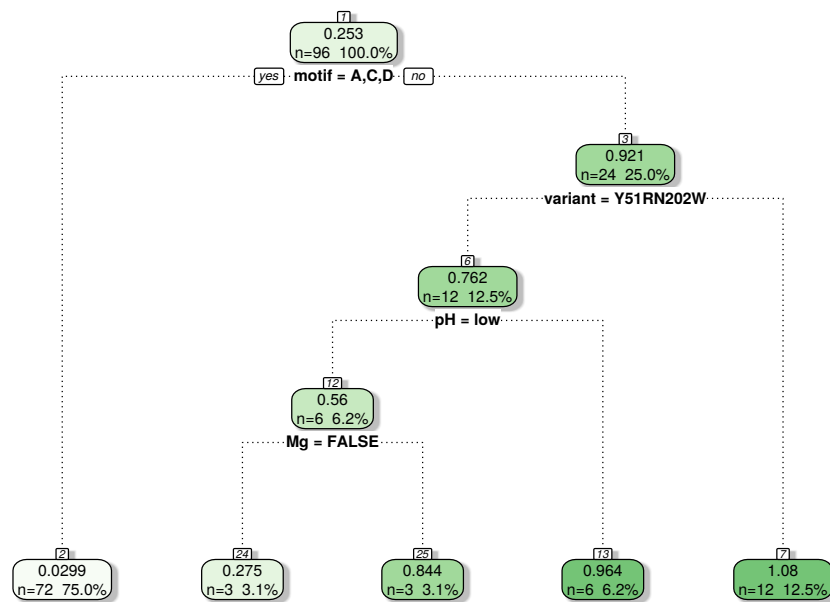 1
0.253
n=96 100.0%
yes motif = A,C,D no
3
0.921
n=24 25.0%
variant = Y51RN202W
6
0.762
n=12 12.5%
pH = low
12
0.56
n=6 6.2%
Mg = FALSE
2
0.0299
n=72 75.0%
24
0.275
n=3 3.1%
25
0.844
n=3 3.1%
13
0.964
n=6 6.2%
7
1.08
n=12 12.5%